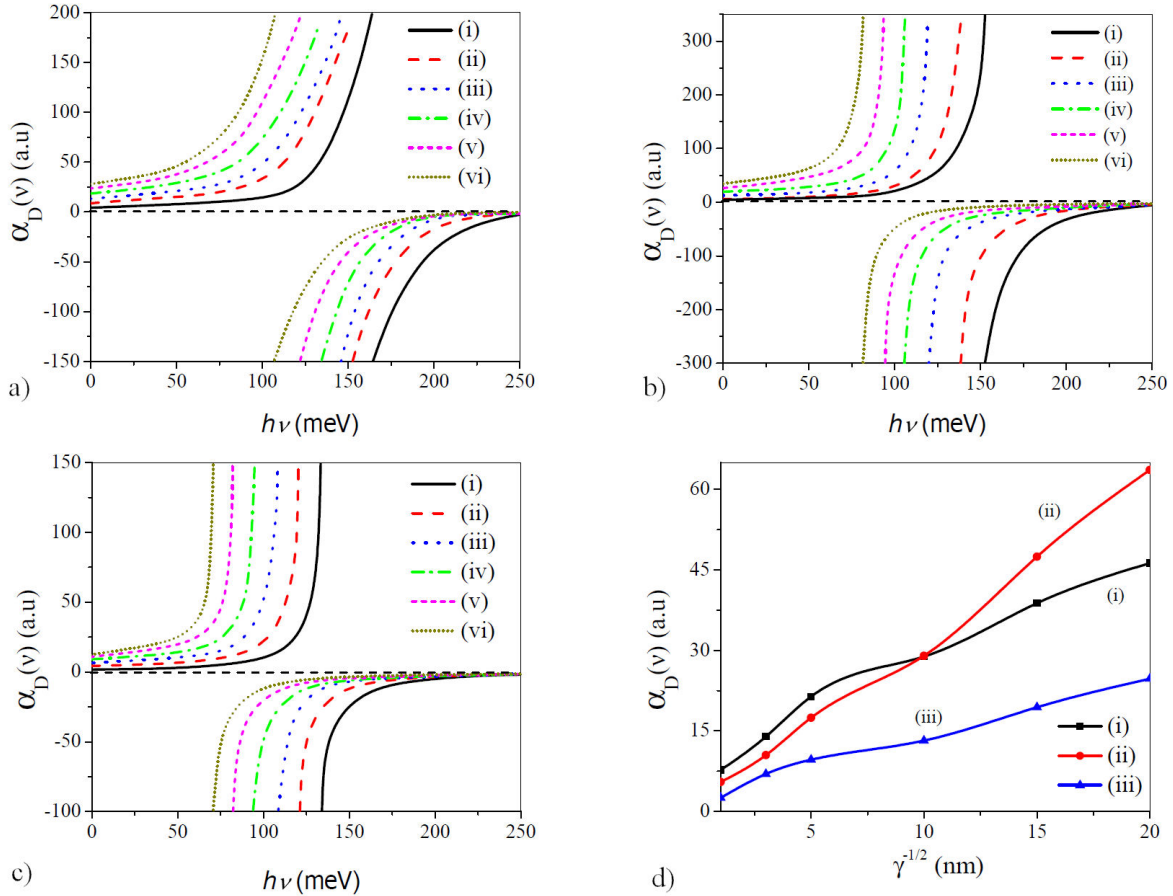 200
150
100
50
0
-50
-100
-150
α_D(ν) (a.u)
0 50 100 150 200 250
hν (meV)
(i)
(ii)
(iii)
(iv)
(v)
(vi)
a)
300
200
100
0
-100
-200
-300
α_D(ν) (a.u)
0 50 100 150 200 250
hν (meV)
(i)
(ii)
(iii)
(iv)
(v)
(vi)
b)
150
100
50
0
-50
-100
α_D(ν) (a.u)
0 50 100 150 200 250
hν (meV)
(i)
(ii)
(iii)
(iv)
(v)
(vi)
c)
60
45
30
15
0
α_D(ν) (a.u)
5 10 15 20
γ^-1/2 (nm)
(ii)
(i)
(iii)
(i)
(ii)
(iii)
d)